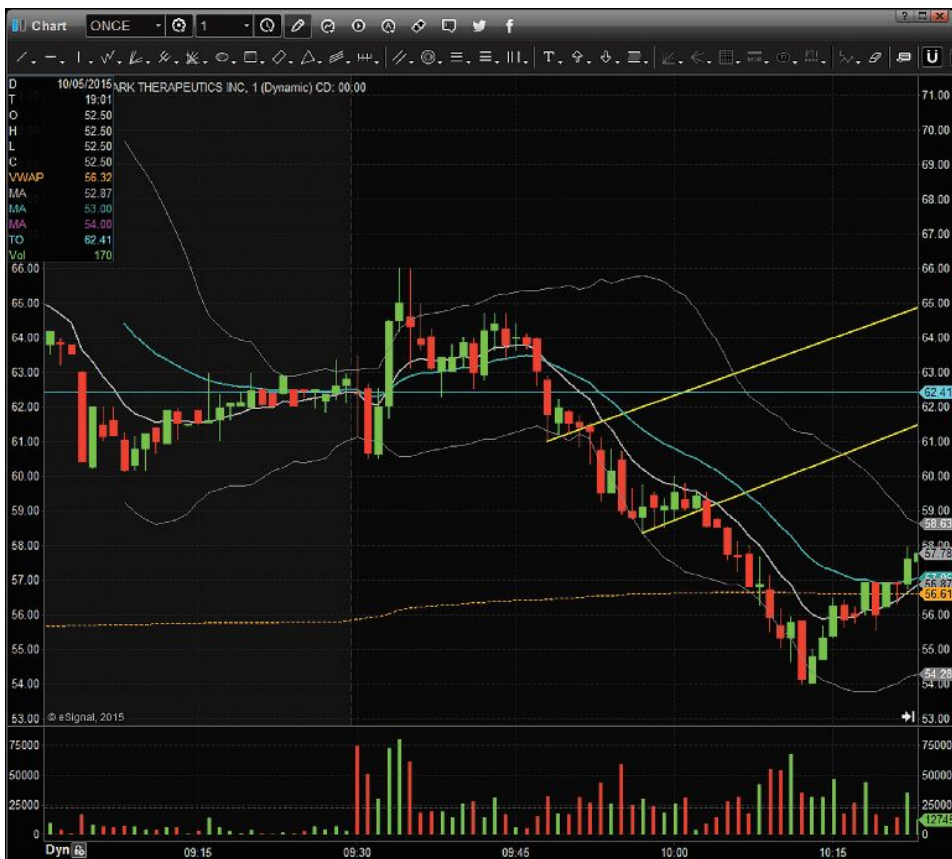 Chart ONCE 1
D 10/05/2015
ARK THERAPEUTICS INC, 1 (Dynamic) CD: 00:00
T 19:01
O 52.50
H 52.50
L 52.50
C 52.50
VWAP 56.32
MA 52.87
MA 53.00
MA 54.00
TO 62.41
Vol 170
71.00
70.00
69.00
68.00
67.00
66.00 66.00
65.00 65.00
64.00 64.00
63.00 63.00
62.41
62.00 62.00
61.00 61.00
60.00 60.00
59.00 59.00
58.63
58.00 58.00
57.78
57.00
56.87
56.61
56.00 56.00
55.00 55.00
54.28
54.00 54.00
53.00 53.00
© eSignal, 2015
75000 75000
50000 50000
25000 25000
12745
0 0
Dyn 09:15 09:30 09:45 10:00 10:15